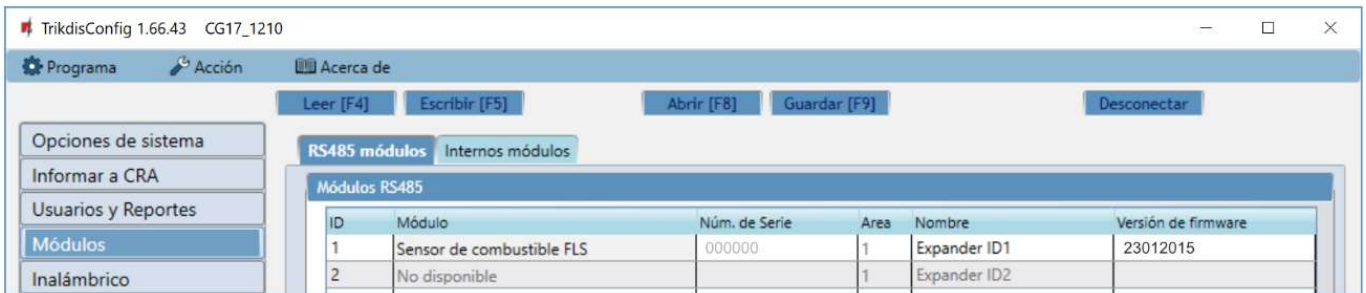 TrikdisConfig 1.66.43 CG17_1210
Programa Acción Acerca de
Leer [F4] Escribir [F5] Abrir [F8] Guardar [F9] Desconectar
Opciones de sistema
Informar a CRA
Usuarios y Reportes
Módulos
Inalámbrico
RS485 módulos Internos módulos
Módulos RS485
ID Módulo Núm. de Serie Area Nombre Versión de firmware
1 Sensor de combustible FLS 000000 1 Expander ID1 23012015
2 No disponible 1 Expander ID2